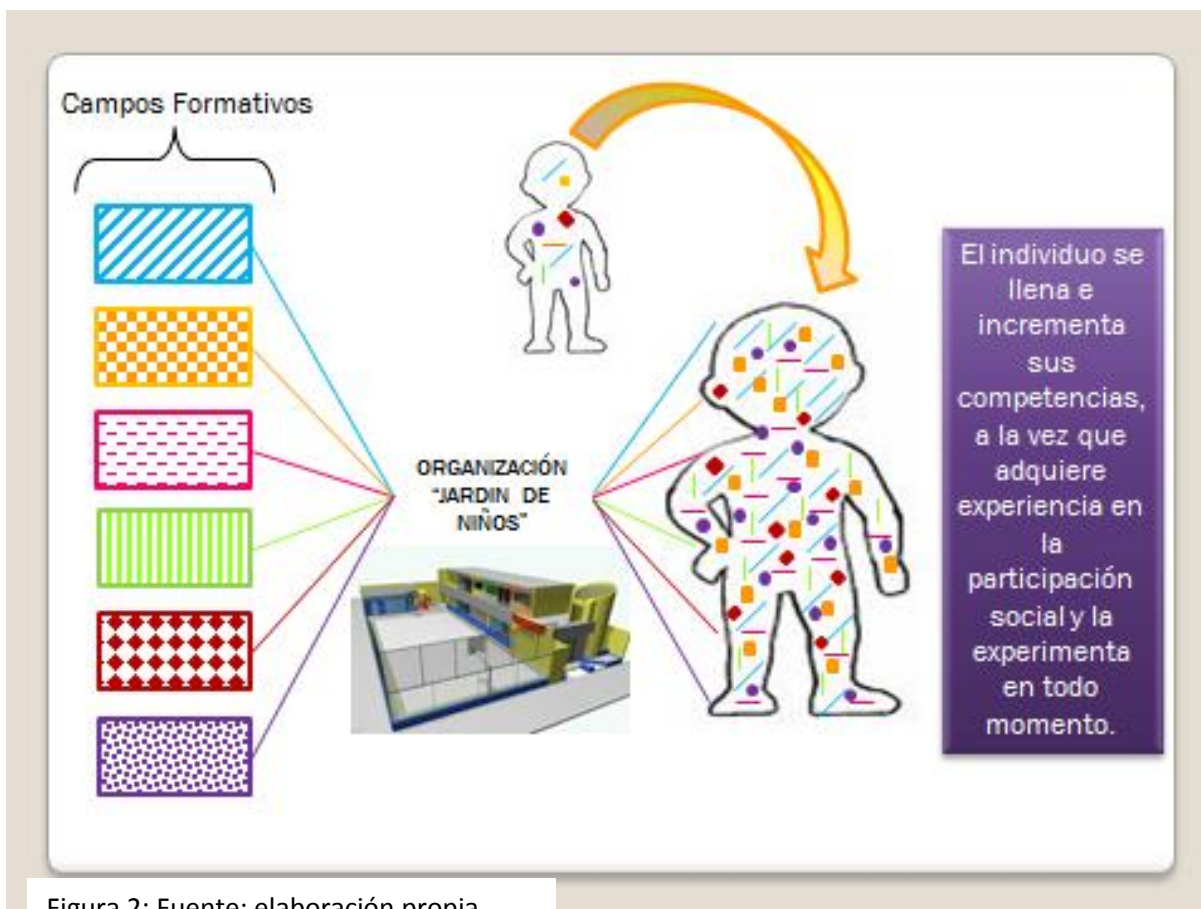 Campos Formativos
ORGANIZACIÓN
"JARDIN DE
NIÑOS"
El individuo se
llena e
incrementa
sus
competencias,
a la vez que
adquiere
experiencia en
la
participación
social y la
experimenta
en todo
momento.
Figura 2: Fuente: elaboración propia